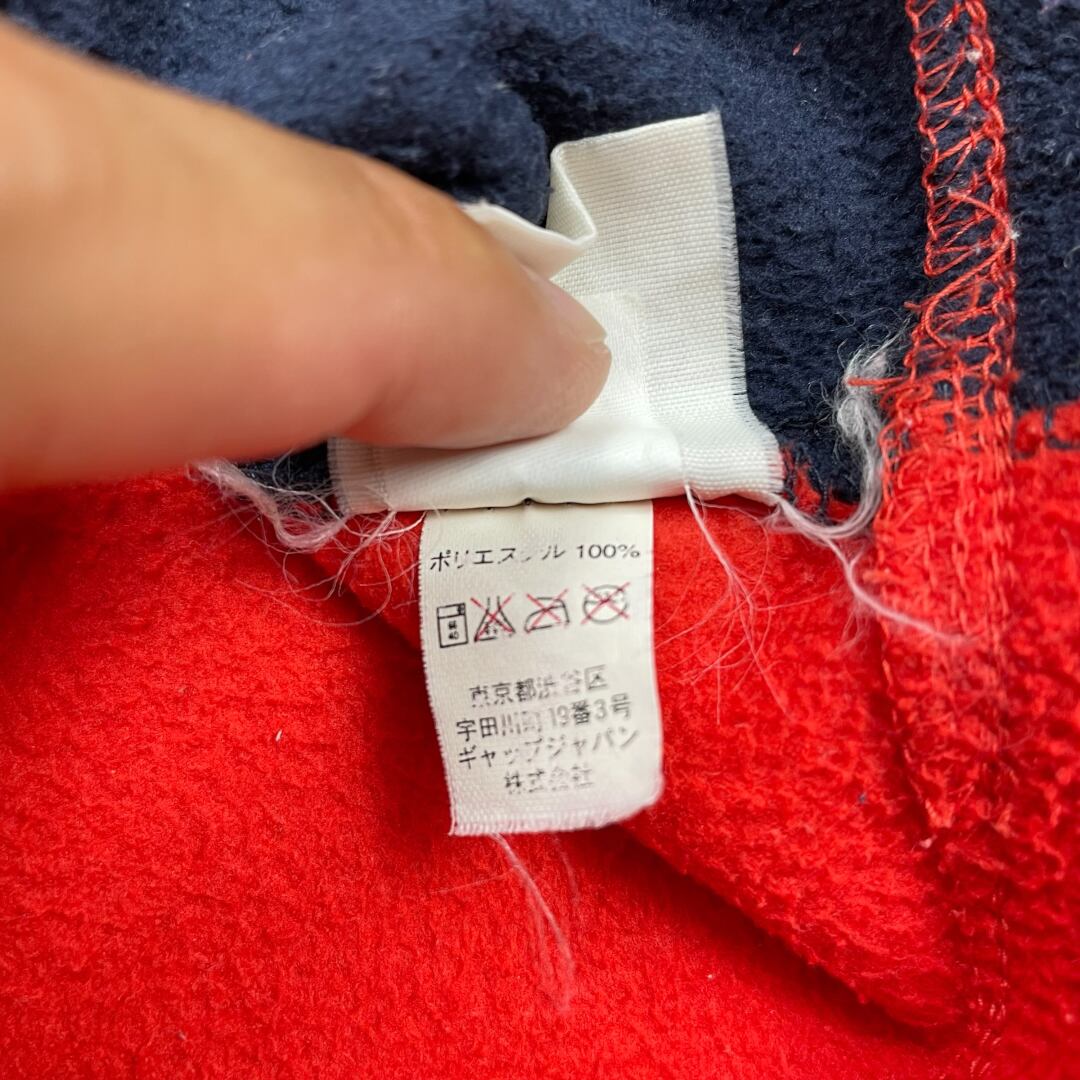 ポリエステル 100%
40
東京都渋谷区
宇田川町19番3号
ギャップジャパン
株式会社